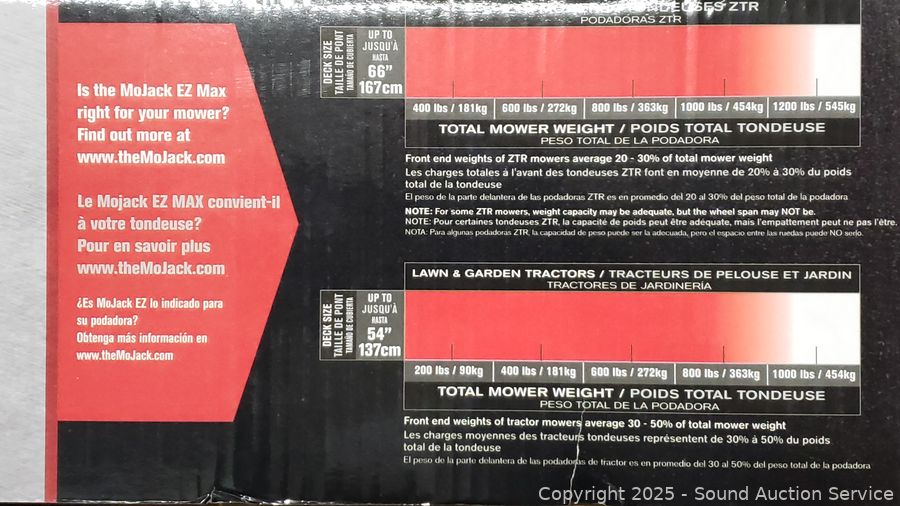 TONDEUSES ZTR
PODADORAS ZTR
DECK SIZE
TAILLE DE PONT
TAMAÑO DE CUBIERTA
UP TO
JUSQU'À
HASTA
66"
167cm
400 lbs / 181kg | 600 lbs / 272kg | 800 lbs / 363kg | 1000 lbs / 454kg | 1200 lbs / 545kg
TOTAL MOWER WEIGHT / POIDS TOTAL TONDEUSE
PESO TOTAL DE LA PODADORA
Front end weights of ZTR mowers average 20 - 30% of total mower weight
Les charges totales á l'avant des tondeuses ZTR font en moyenne de 20% à 30% du poids
total de la tondeuse
El peso de la parte delantera de las podadoras ZTR es en promedio del 20 al 30% del peso total de la podadora
NOTE: For some ZTR mowers, weight capacity may be adequate, but the wheel span may NOT be.
NOTE: Pour certaines tondeuses ZTR, la capacité de poids peut être adéquate, mais l'empattement peut ne pas l'être.
NOTA: Para algunas podadoras ZTR, la capacidad de peso puede ser la adecuada, pero el espacio entre las ruedas puede NO serlo.
Is the MoJack EZ Max
right for your mower?
Find out more at
www.theMoJack.com
Le Mojack EZ MAX convient-il
à votre tondeuse?
Pour en savoir plus
www.theMoJack.com
¿Es MoJack EZ lo indicado para
su podadora?
Obtenga más información en
www.theMoJack.com
LAWN & GARDEN TRACTORS / TRACTEURS DE PELOUSE ET JARDIN
TRACTORES DE JARDINERÍA
DECK SIZE
TAILLE DE PONT
TAMAÑO DE CUBIERTA
UP TO
JUSQU'À
HASTA
54"
137cm
200 lbs / 90kg | 400 lbs / 181kg | 600 lbs / 272kg | 800 lbs / 363kg | 1000 lbs / 454kg
TOTAL MOWER WEIGHT / POIDS TOTAL TONDEUSE
PESO TOTAL DE LA PODADORA
Front end weights of tractor mowers average 30 - 50% of total mower weight
Les charges moyennes des tracteurs tondeuses représentent de 30% à 50% du poids
total de la tondeuse
El peso de la parte delantera de las podadoras de tractor es en promedio del 30 al 50% del peso total de la podadora
Copyright 2025 - Sound Auction Service